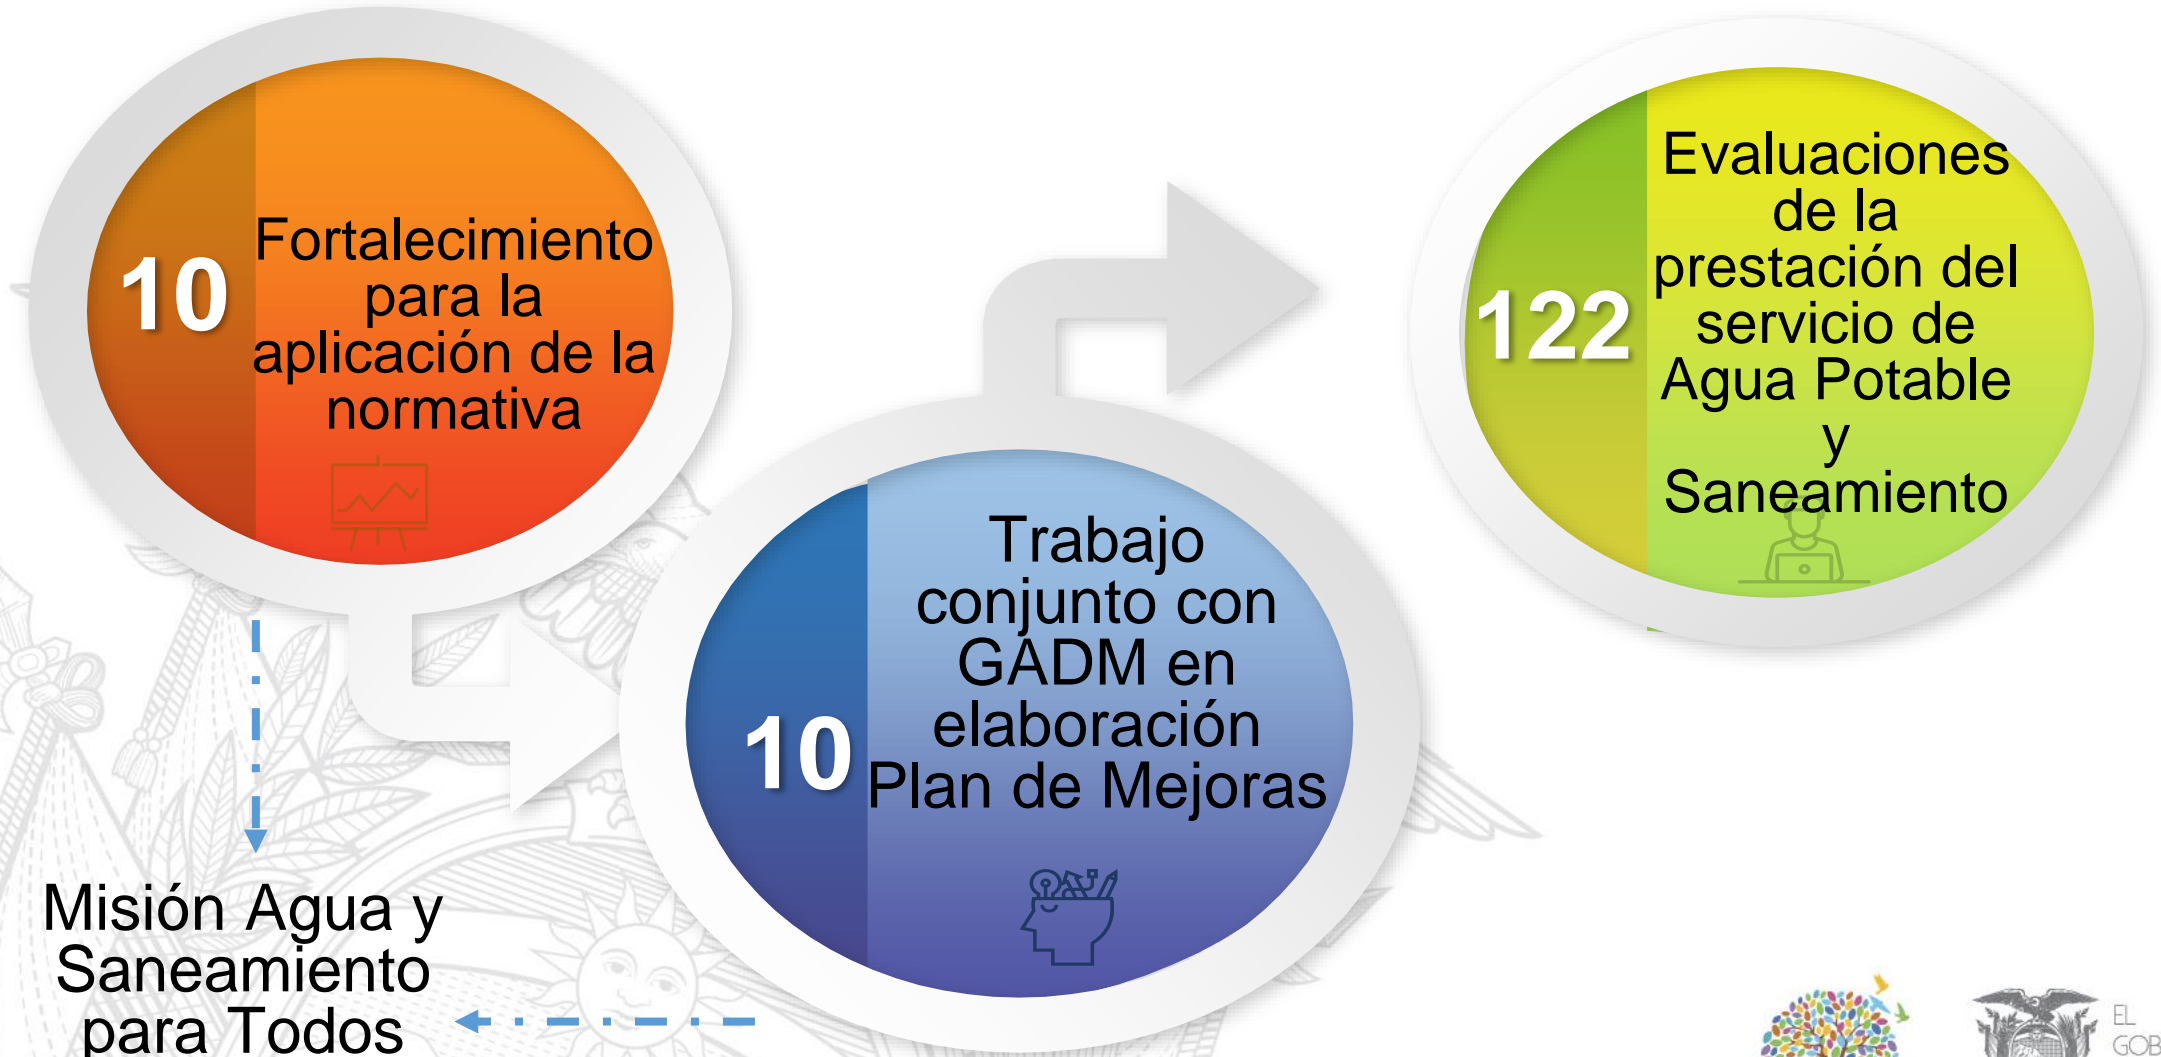 10
Fortalecimiento
para la
aplicación de la
normativa
10
Trabajo
conjunto con
GADM en
elaboración
Plan de Mejoras
122
Evaluaciones
de la
prestación del
servicio de
Agua Potable
y
Saneamiento
Misión Agua y
Saneamiento
para Todos
EL